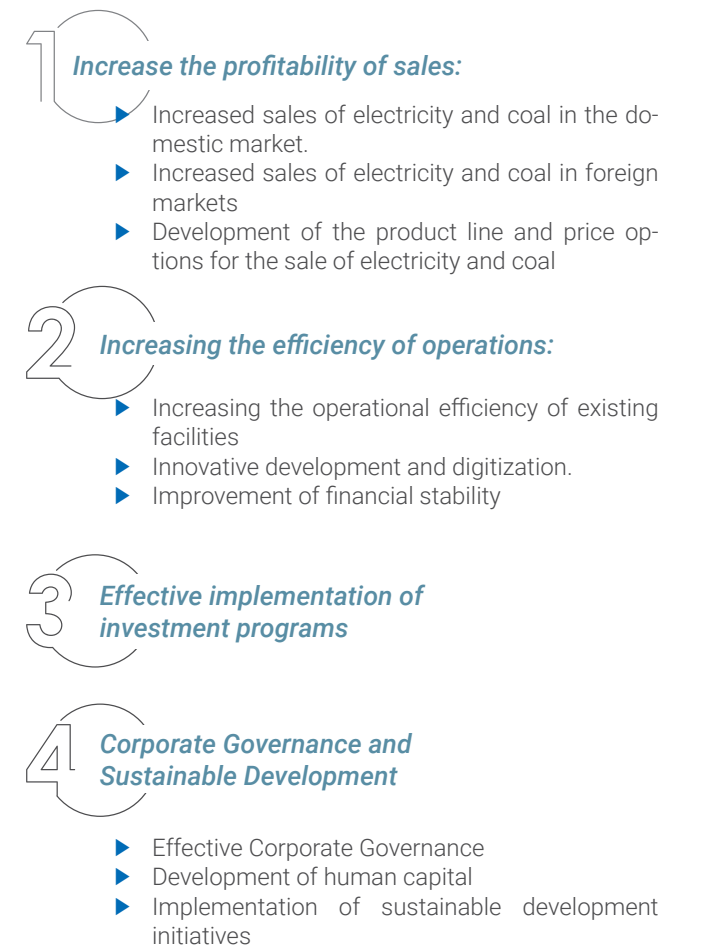 1
Increase the profitability of sales:
▶ Increased sales of electricity and coal in the do-
mestic market.
▶ Increased sales of electricity and coal in foreign
markets
▶ Development of the product line and price op-
tions for the sale of electricity and coal
2
Increasing the efficiency of operations:
▶ Increasing the operational efficiency of existing
facilities
▶ Innovative development and digitization.
▶ Improvement of financial stability
3
Effective implementation of
investment programs
4
Corporate Governance and
Sustainable Development
▶ Effective Corporate Governance
▶ Development of human capital
▶ Implementation of sustainable development
initiatives